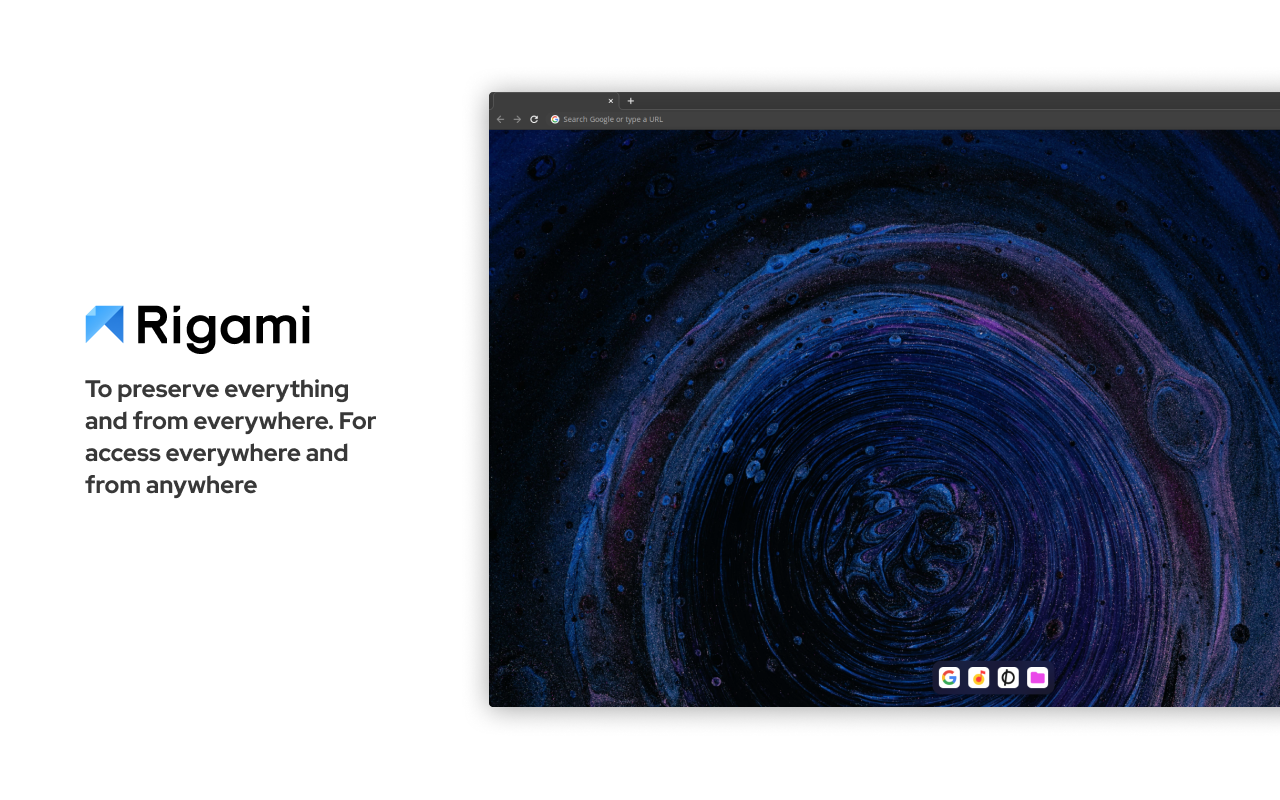 Rigami
To preserve everything
and from everywhere. For
access everywhere and
from anywhere
Search Google or type a URL